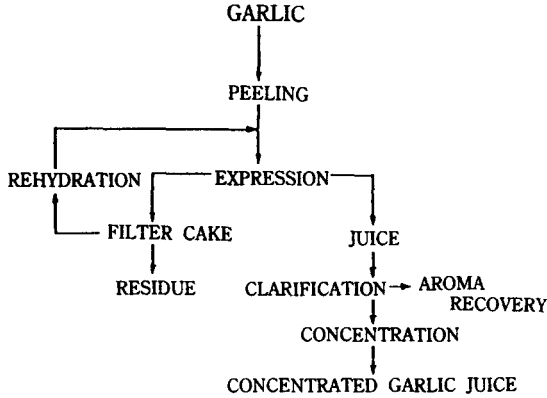 GARLIC
PEELING
REHYDRATION
EXPRESSION
FILTER CAKE
JUICE
RESIDUE
CLARIFICATION
AROMA
RECOVERY
CONCENTRATION
CONCENTRATED GARLIC JUICE